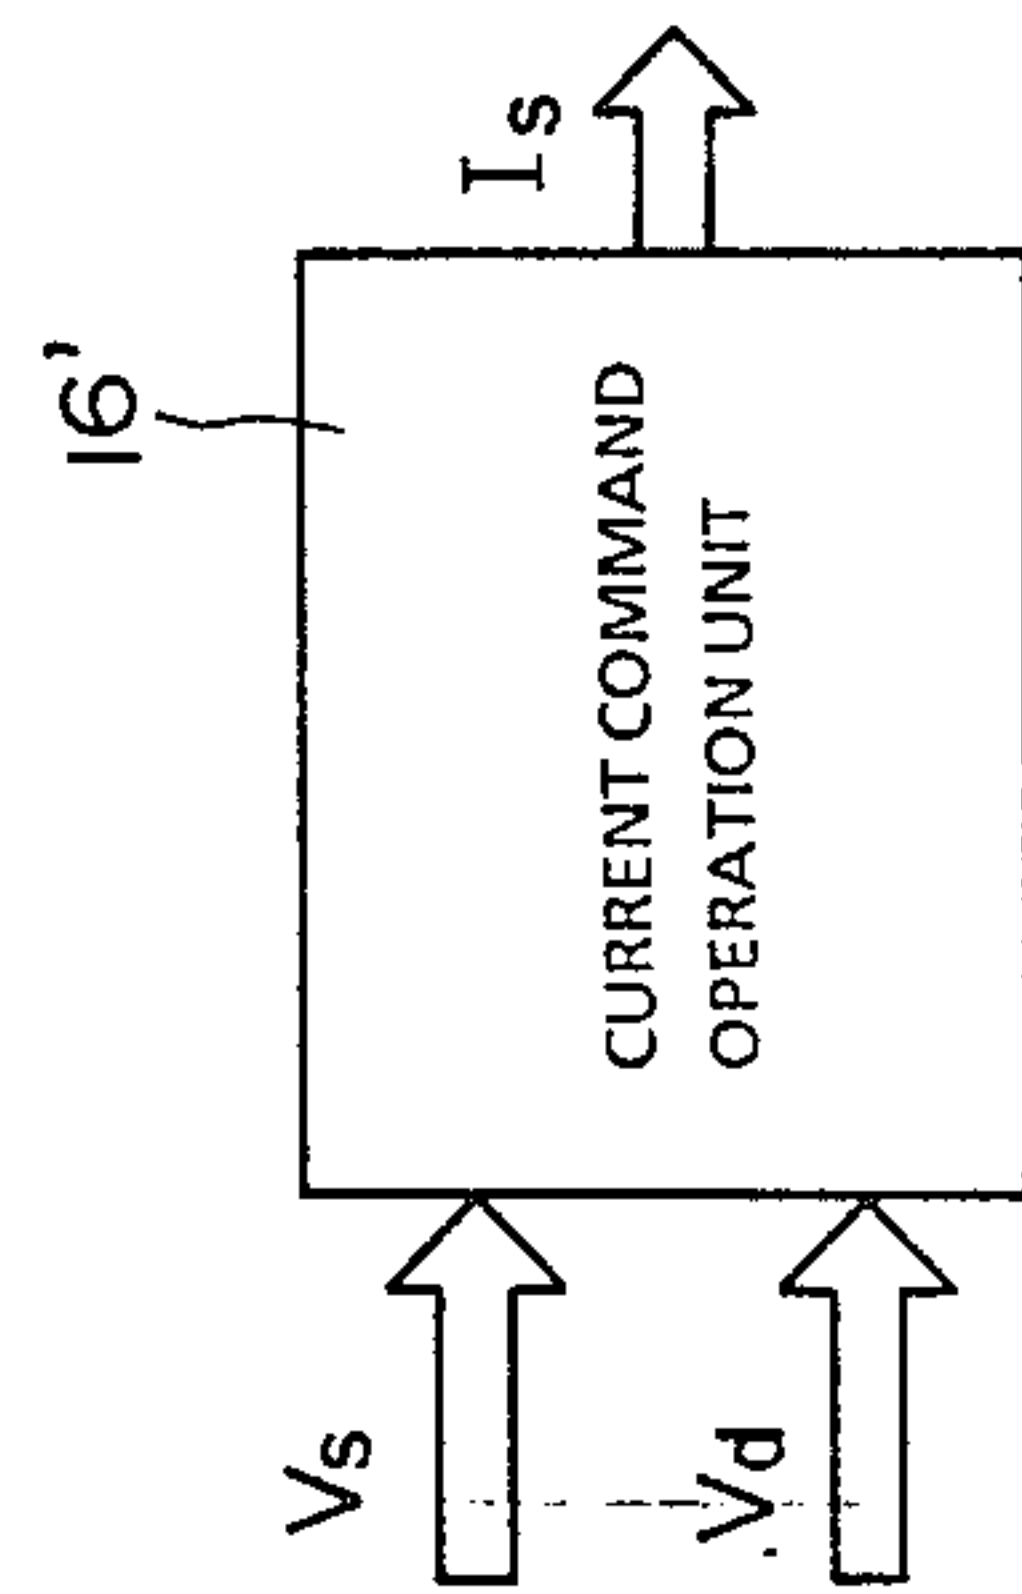 16'
Is
CURRENT COMMAND
OPERATION UNIT
Vs
Vd